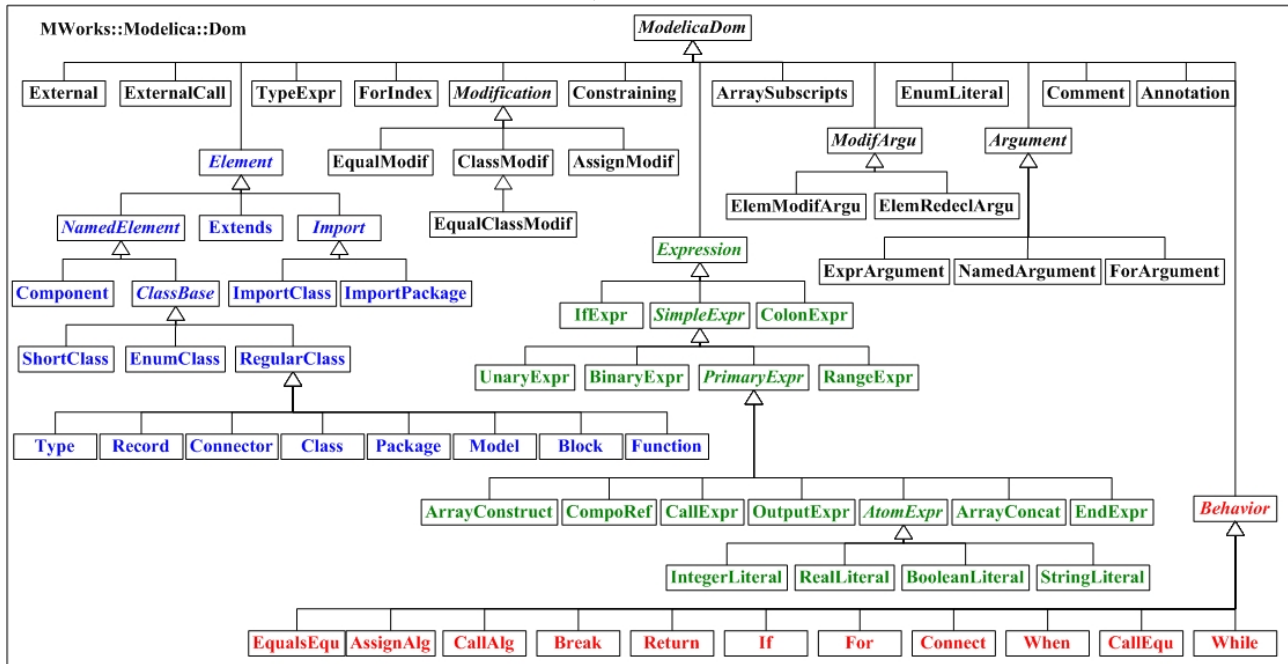 MWorks::Modelica::Dom
ModelicaDom
External ExternalCall TypeExpr ForIndex Modification Constraining ArraySubscripts EnumLiteral Comment Annotation
Element EqualModif ClassModif AssignModif ModifArgu Argument
ElemModifArgu ElemRedeclArgu
NamedElement Extends Import EqualClassModif
Expression
ExprArgument NamedArgument ForArgument
Component ClassBase ImportClass ImportPackage
IfExpr SimpleExpr ColonExpr
ShortClass EnumClass RegularClass
UnaryExpr BinaryExpr PrimaryExpr RangeExpr
Type Record Connector Class Package Model Block Function
ArrayConstruct CompoRef CallExpr OutputExpr AtomExpr ArrayConcat EndExpr
Behavior
IntegerLiteral RealLiteral BooleanLiteral StringLiteral
EqualsEqu AssignAlg CallAlg Break Return If For Connect When CallEqu While